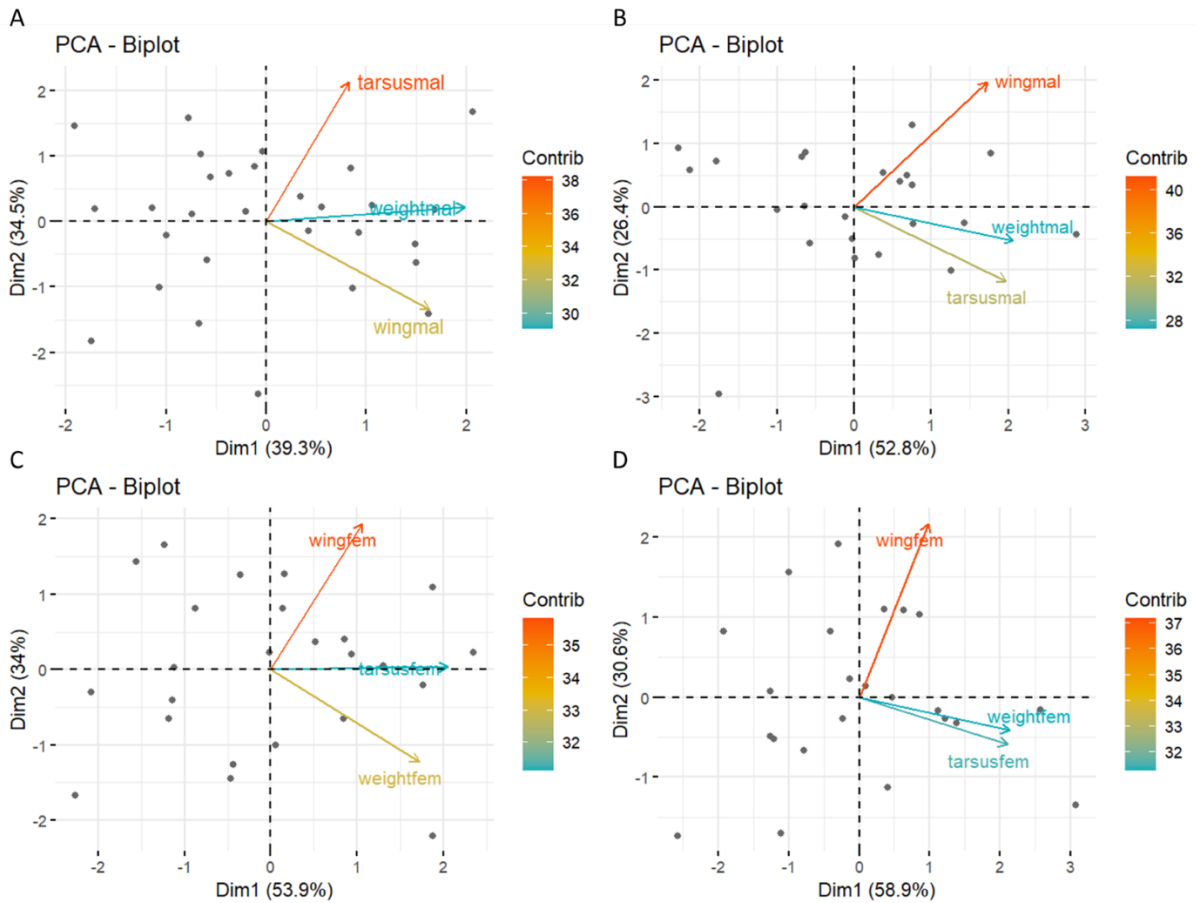 A
PCA - Biplot
tarsusmal
weightmal
wingmal
2
1
0
-1
-2
Dim2 (34.5%)
-2
-1
0
1
2
Dim1 (39.3%)
Contrib
38
36
34
32
30
B
PCA - Biplot
wingmal
weightmal
tarsusmal
2
1
0
-1
-2
-3
Dim2 (26.4%)
-2
-1
0
1
2
3
Dim1 (52.8%)
Contrib
40
36
32
28
C
PCA - Biplot
wingfem
tarsusfem
weightfem
2
1
0
-1
-2
Dim2 (34%)
-2
-1
0
1
2
Dim1 (53.9%)
Contrib
35
34
33
32
D
PCA - Biplot
wingfem
weightfem
tarsusfem
2
1
0
-1
Dim2 (30.6%)
-2
-1
0
1
2
3
Dim1 (58.9%)
Contrib
37
36
35
34
33
32